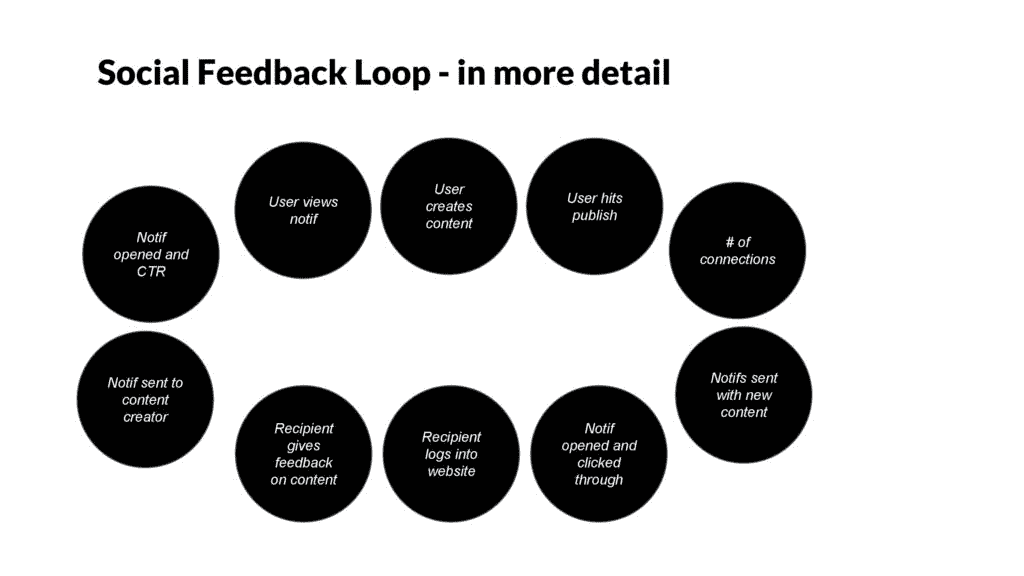 Social Feedback Loop - in more detail
User views
notif
User
creates
content
User hits
publish
# of
connections
Notif
opened and
CTR
Notif sent to
content
creator
Recipient
gives
feedback
on content
Recipient
logs into
website
Notif
opened and
clicked
through
Notifs sent
with new
content